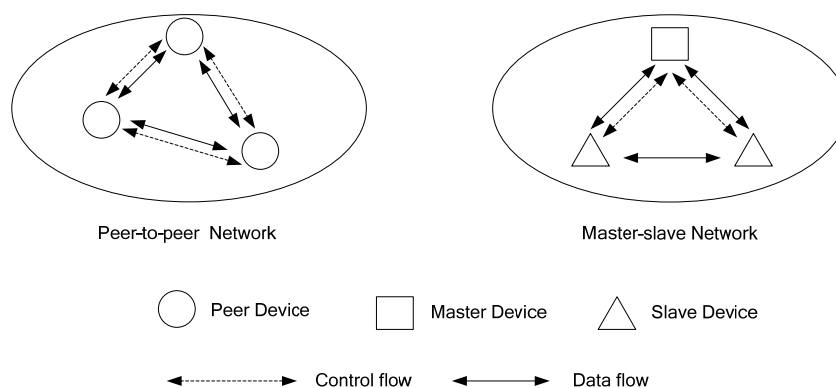 Peer-to-peer Network
Master-slave Network
Peer Device
Master Device
Slave Device
Control flow
Data flow